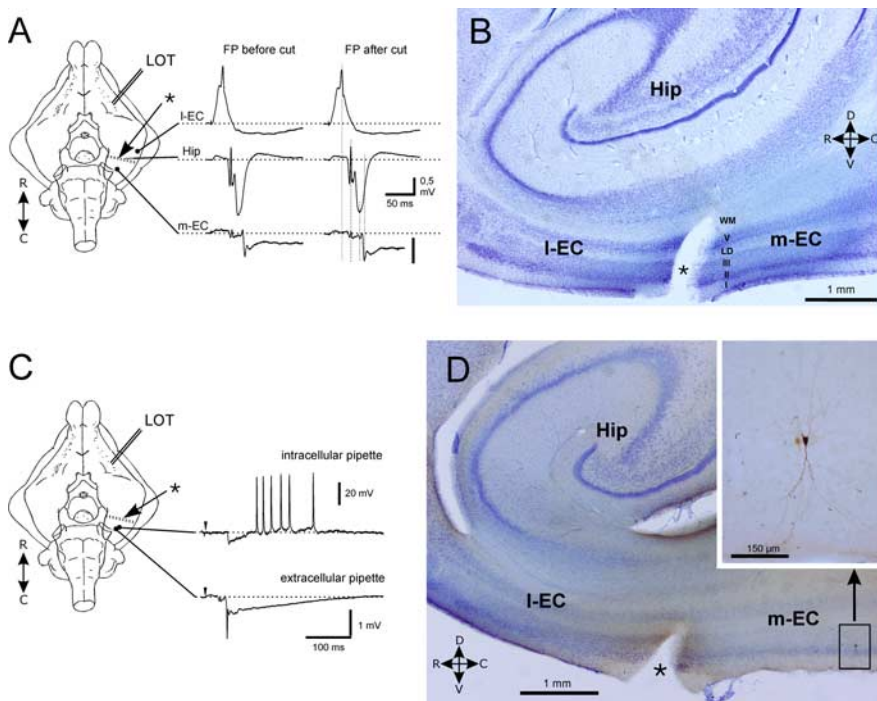 A
LOT
*
FP before cut
FP after cut
l-EC
Hip
m-EC
R
C
0,5
mV
50 ms
B
Hip
D
R
C
V
WM
V
LD
III
II
I
l-EC
m-EC
*
1 mm
C
LOT
*
intracellular pipette
20 mV
R
C
extracellular pipette
1 mV
100 ms
D
Hip
150 µm
l-EC
m-EC
D
R
C
V
1 mm
*